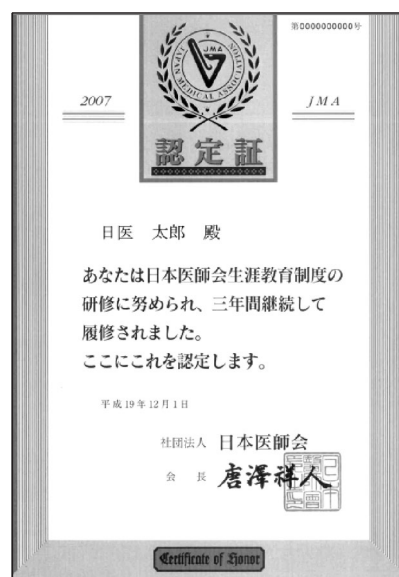 第0000000000号
JAPAN MEDICAL ASSOCIATION
JMA
2007
JMA
認定証
日医 太郎 殿
あなたは日本医師会生涯教育制度の
研修に努められ、三年間継続して
履修されました。
ここにこれを認定します。
平成19年12月1日
社団法人 日本医師会
会長 唐澤祥人
Certificate of Honor